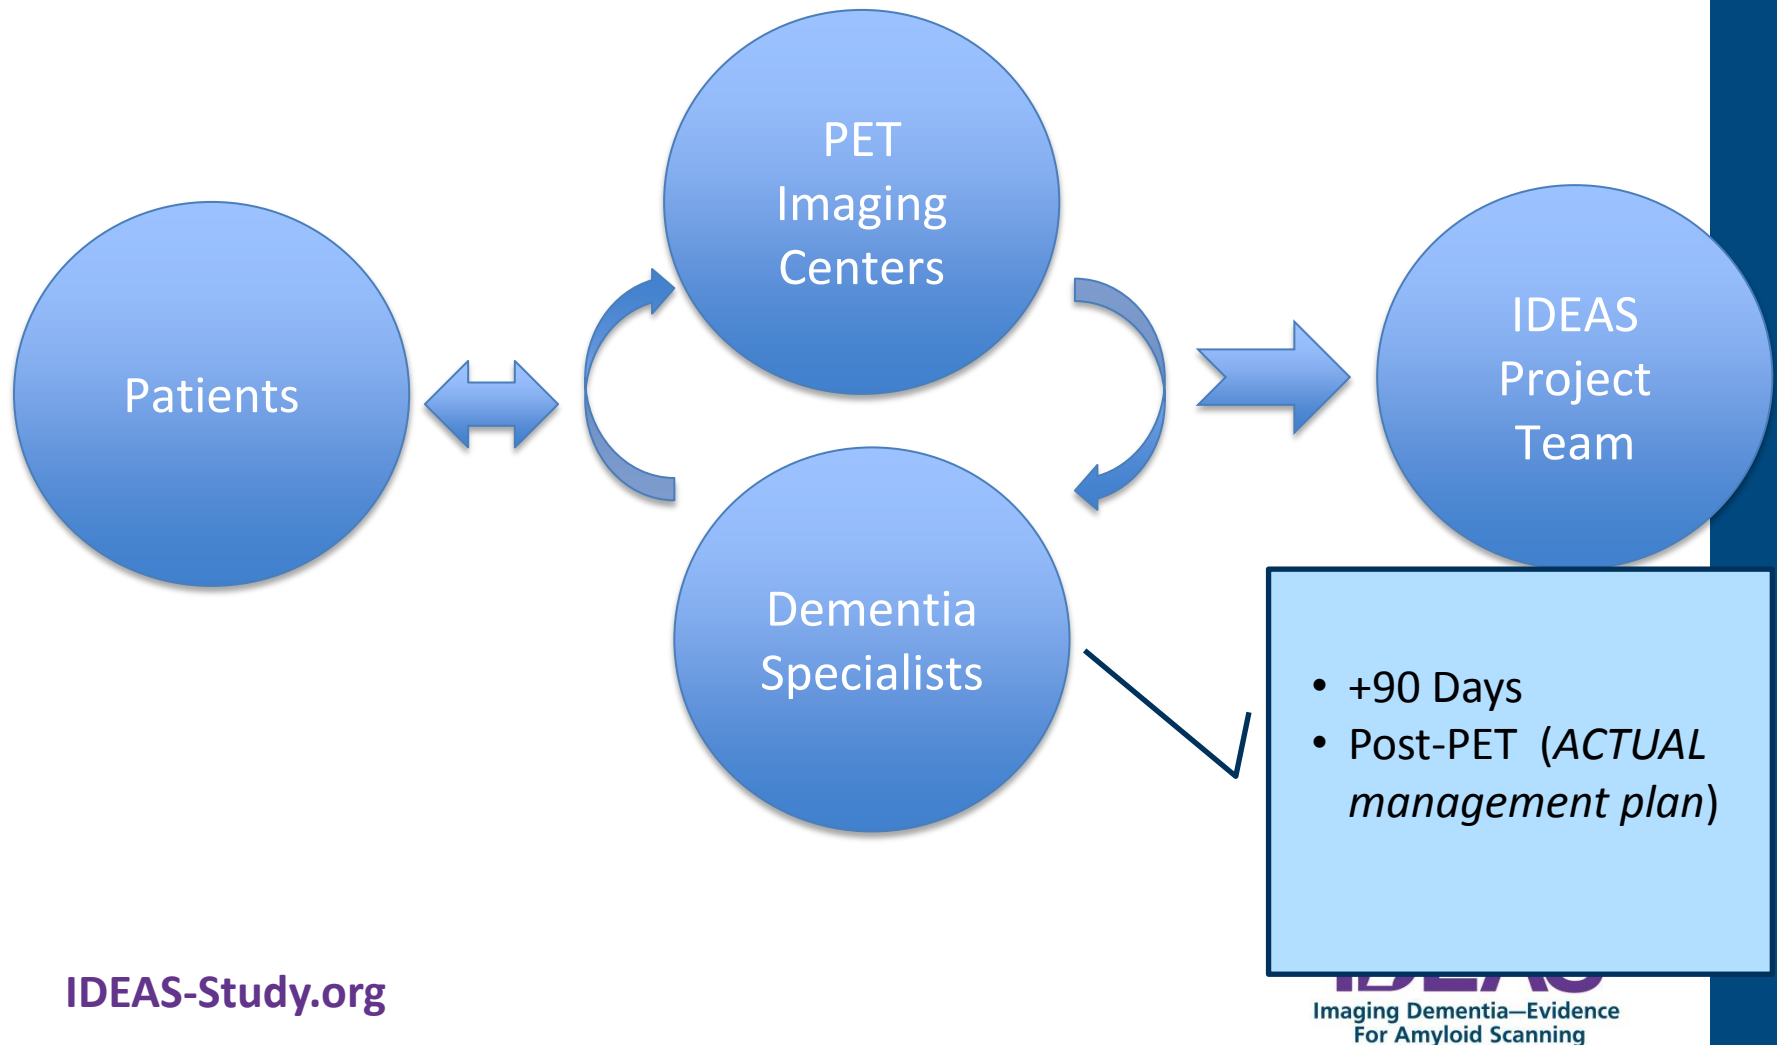 PET
Imaging
Centers
Patients
IDEAS
Project
Team
Dementia
Specialists
• +90 Days
• Post-PET (ACTUAL
management plan)
IDEAS-Study.org
IDEAS
Imaging Dementia—Evidence
For Amyloid Scanning